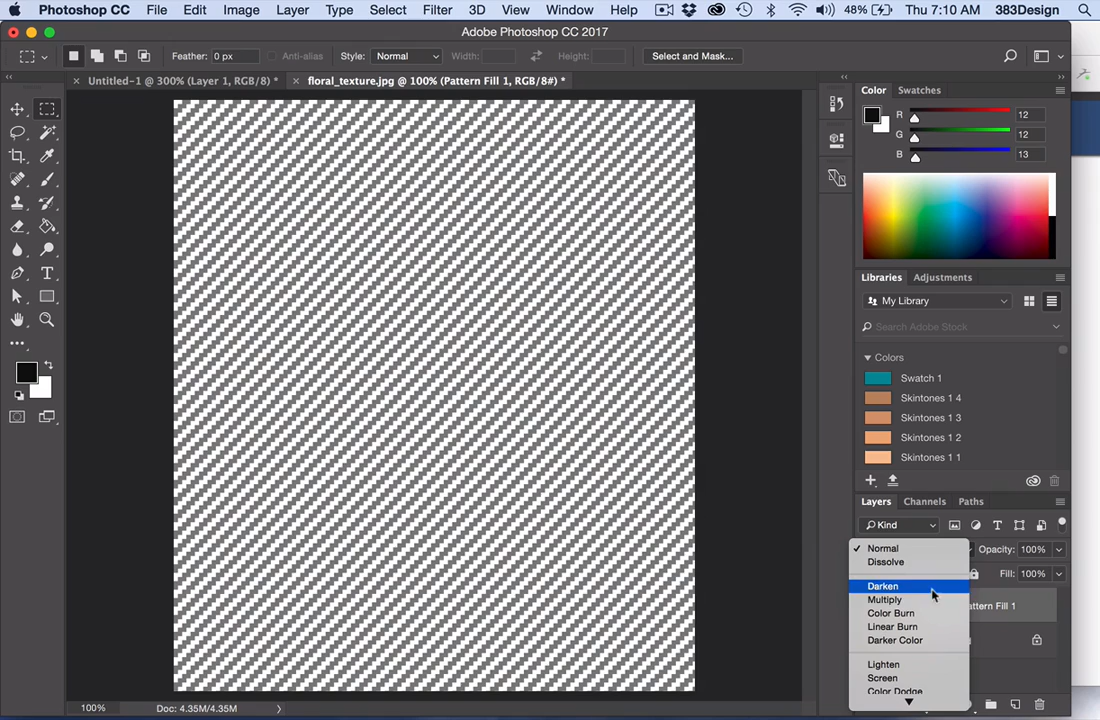 Photoshop CC File Edit Image Layer Type Select Filter 3D View Window Help 48% Thu 7:10 AM 383Design
Adobe Photoshop CC 2017
Feather: 0 px Anti-alias Style: Normal Width: Height: Select and Mask...
Untitled-1 @ 300% (Layer 1, RGB/8) * floral_texture.jpg @ 100% (Pattern Fill 1, RGB/8#) *
Color Swatches
R 12
G 12
B 13
Libraries Adjustments
My Library
Search Adobe Stock
Colors
Swatch 1
Skintones 1 4
Skintones 1 3
Skintones 1 2
Skintones 1 1
Layers Channels Paths
Kind
Normal
Opacity: 100%
Dissolve
Fill: 100%
Darken
Multiply
attern Fill 1
Color Burn
Linear Burn
Darker Color
Lighten
Screen
Color Dodge
100% Doc: 4.35M/4.35M